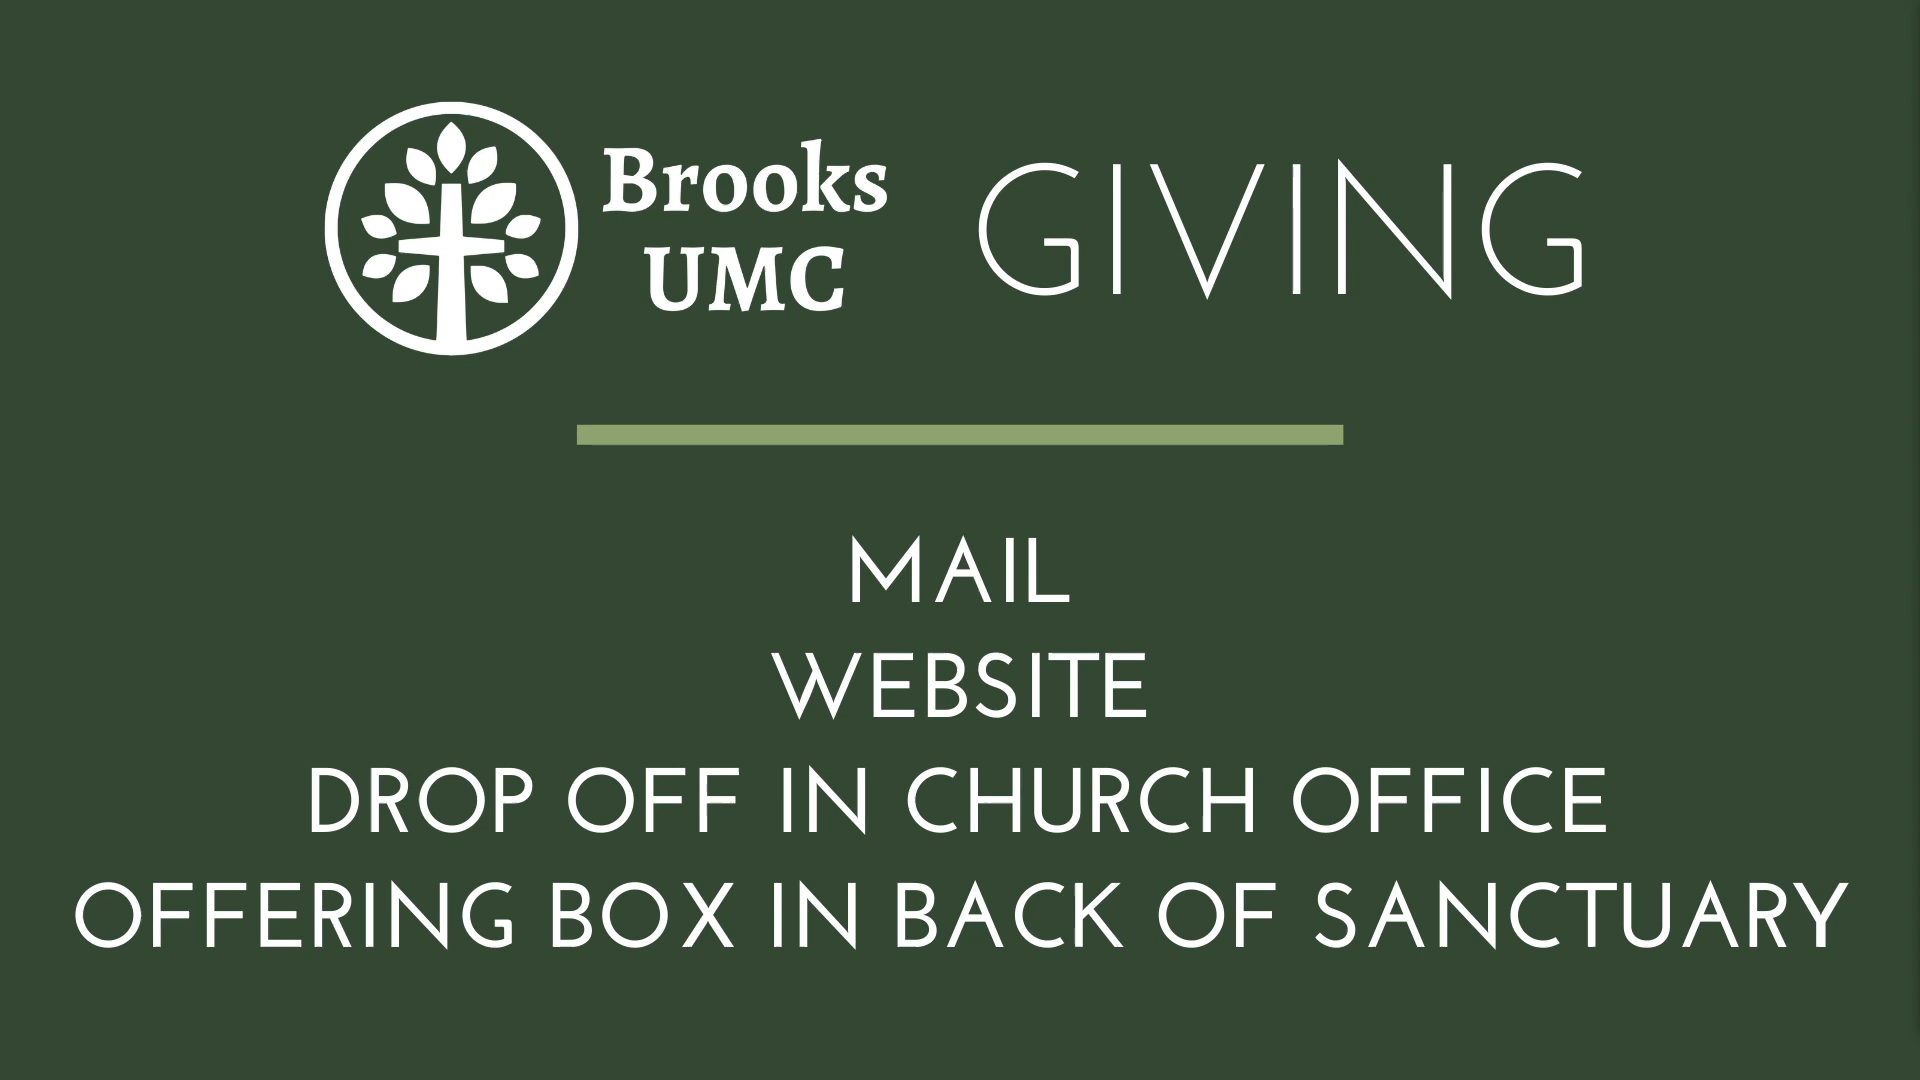 Brooks
UMC
GIVING
MAIL
WEBSITE
DROP OFF IN CHURCH OFFICE
OFFERING BOX IN BACK OF SANCTUARY